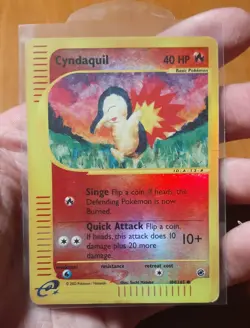 Cyndaquil 40 HP
Basic Pokémon
Singe Flip a coin. If heads, the
Defending Pokémon is now
Burned.
Quick Attack Flip a coin.
If heads, this attack does 10
damage plus 20 more
damage.
10+
weakness resistance retreat cost
e